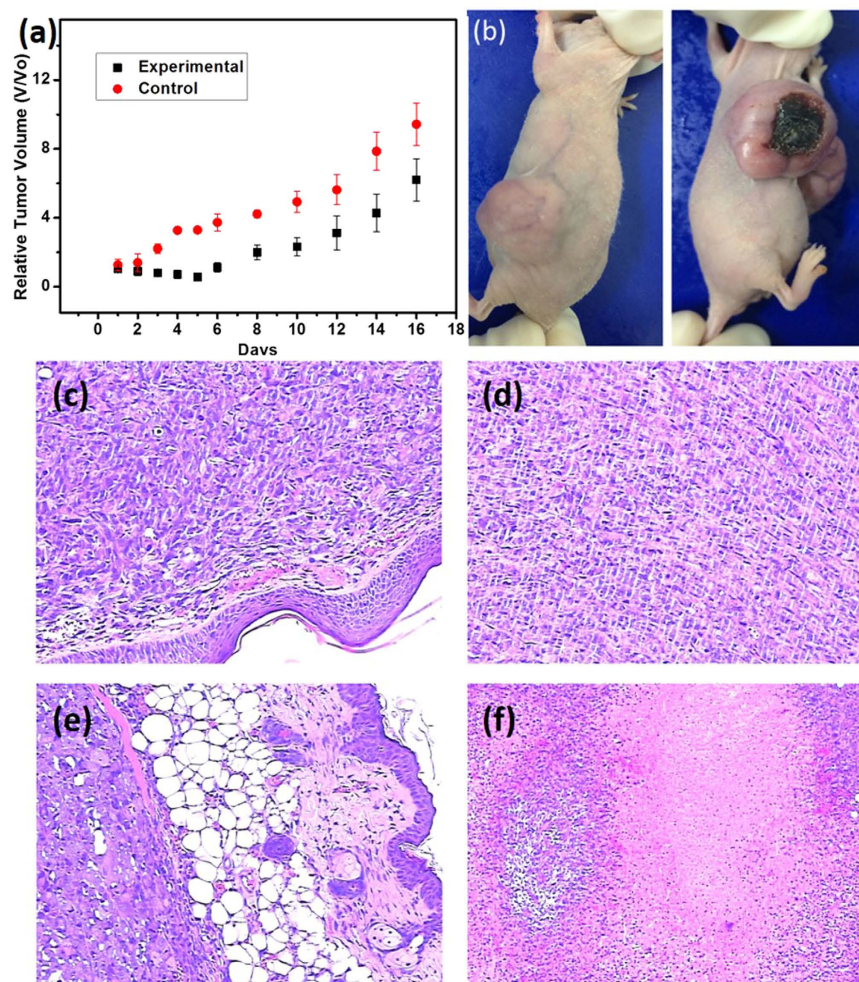 (a)
Experimental
Control
Relative Tumor Volume (V/Vo)
12
8
4
0
0 2 4 6 8 10 12 14 16 18
Days
(b)
(c)
(d)
(e)
(f)